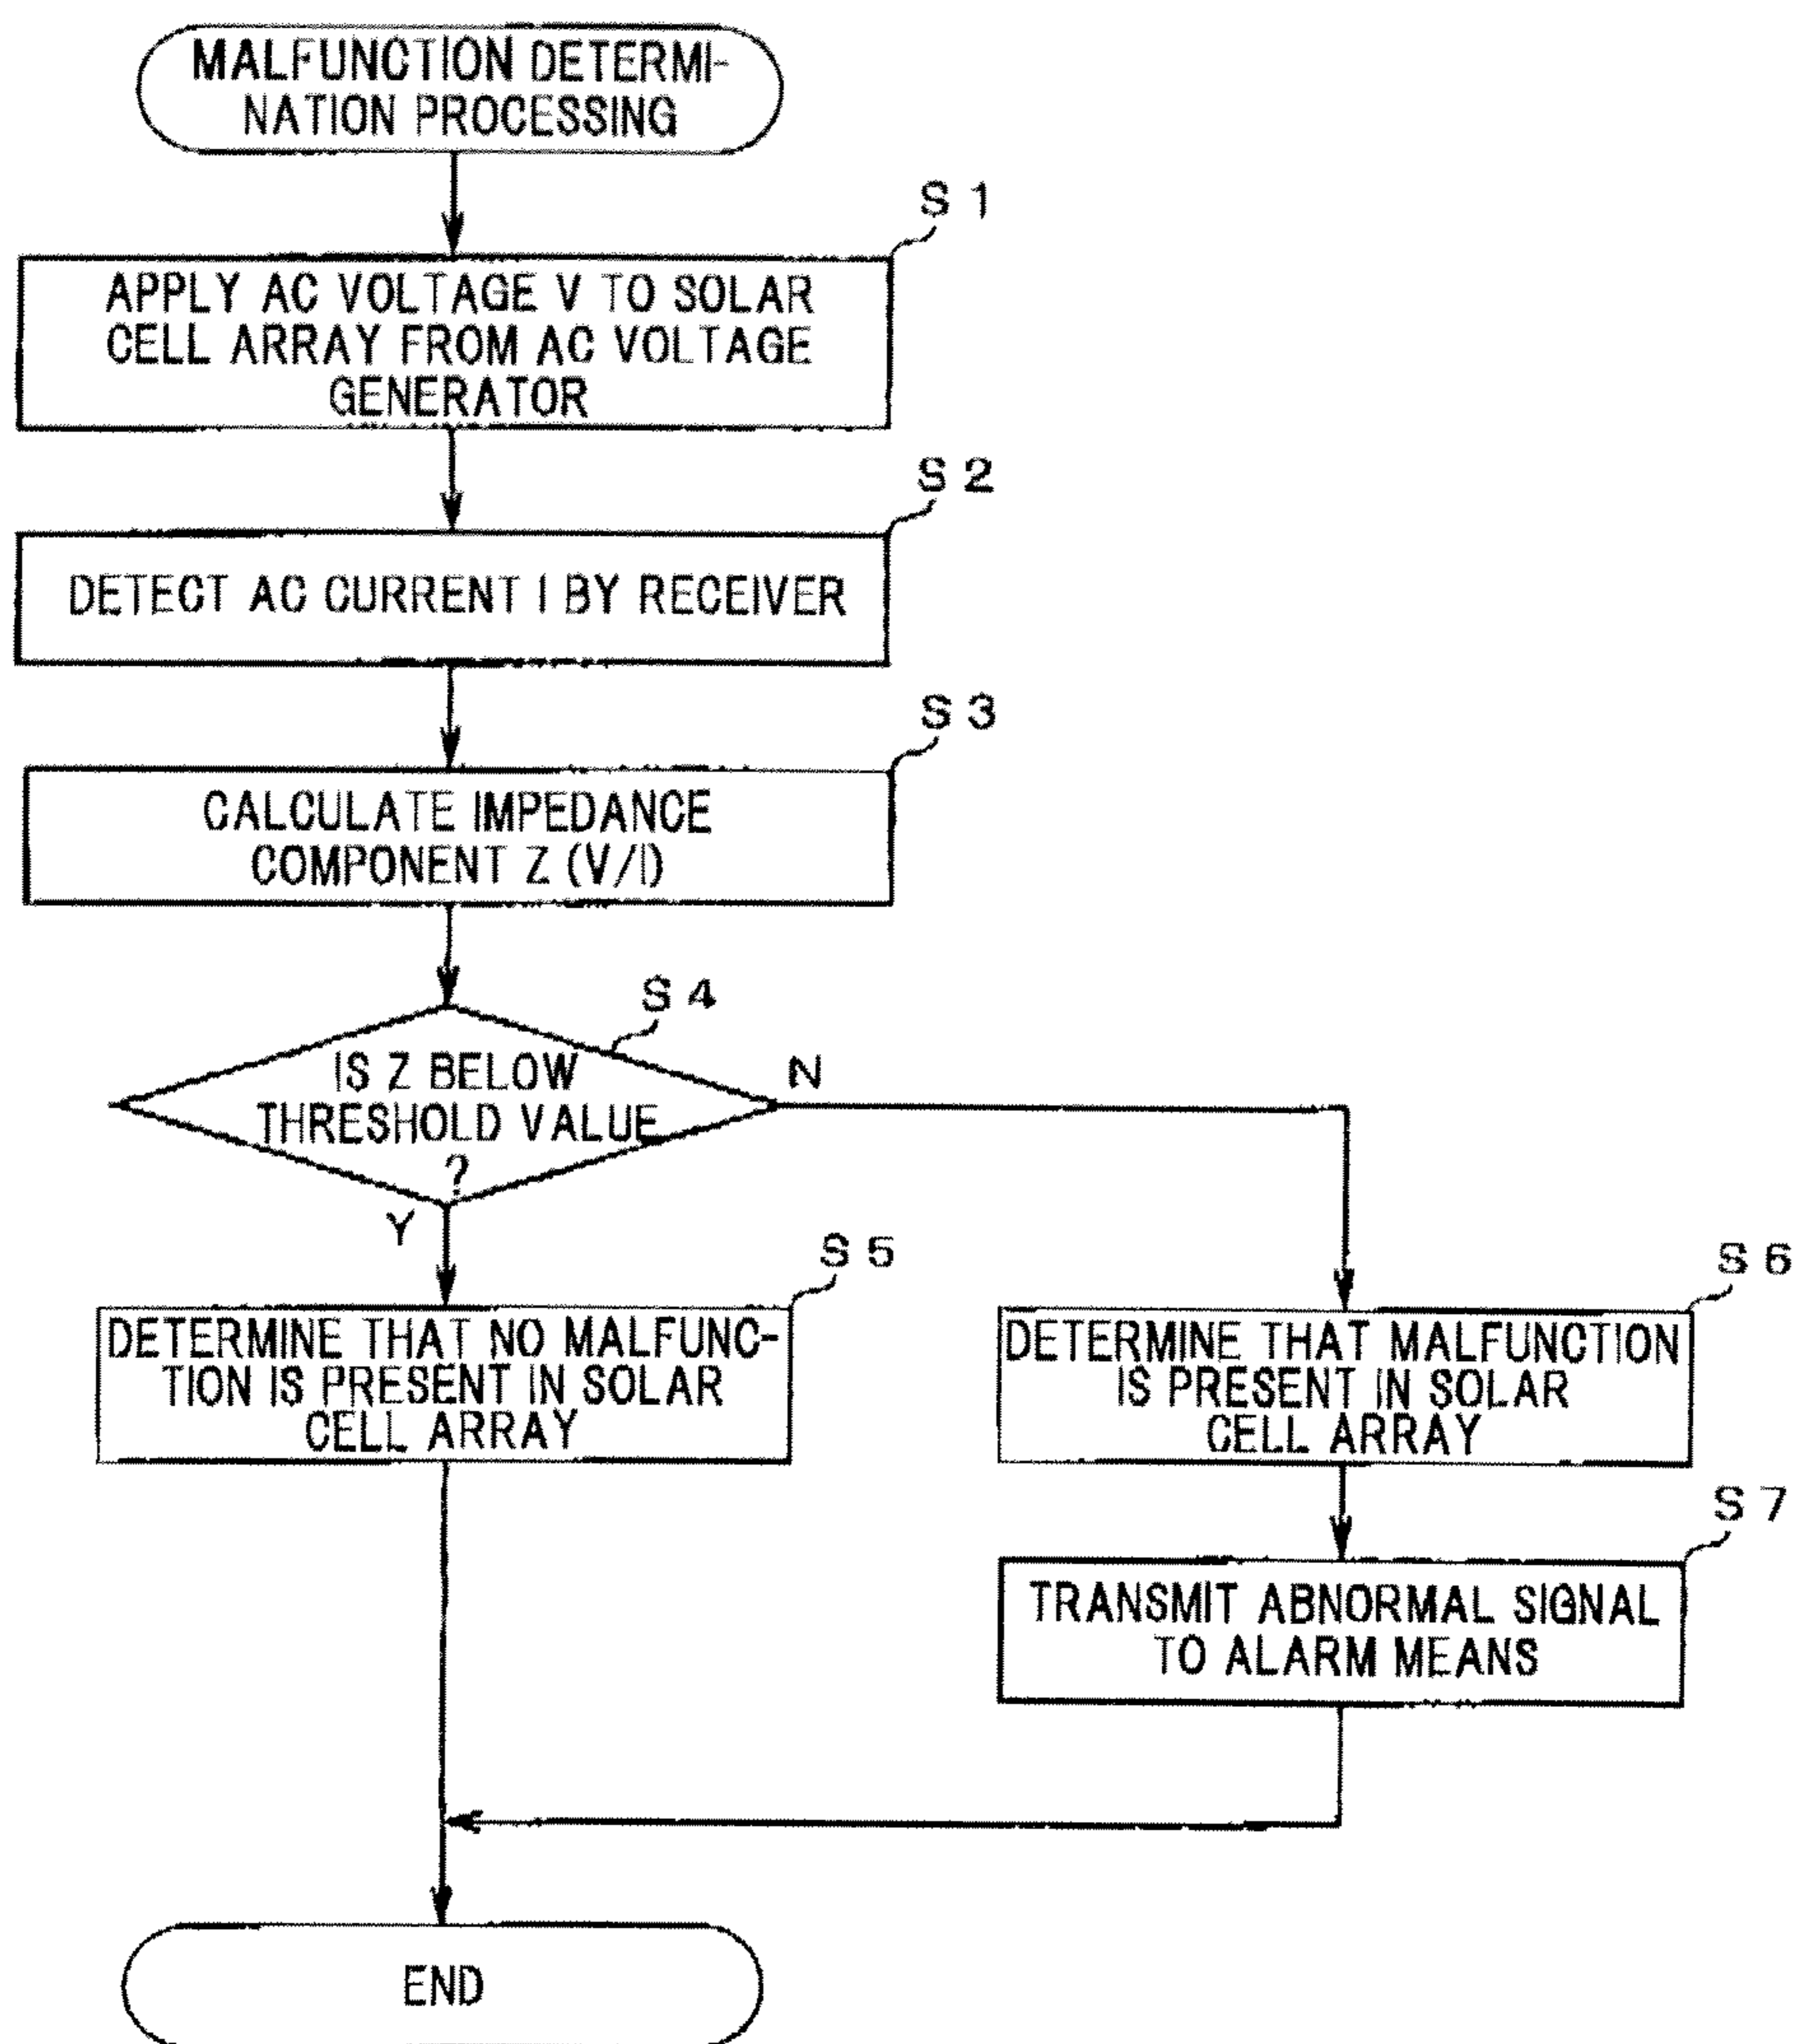 MALFUNCTION DETERMI-
NATION PROCESSING
S 1
APPLY AC VOLTAGE V TO SOLAR
CELL ARRAY FROM AC VOLTAGE
GENERATOR
S 2
DETECT AC CURRENT I BY RECEIVER
S 3
CALCULATE IMPEDANCE
COMPONENT Z (V/I)
S 4
IS Z BELOW
THRESHOLD VALUE
?
N
Y
S 5
DETERMINE THAT NO MALFUNC-
TION IS PRESENT IN SOLAR
CELL ARRAY
S 6
DETERMINE THAT MALFUNCTION
IS PRESENT IN SOLAR
CELL ARRAY
S 7
TRANSMIT ABNORMAL SIGNAL
TO ALARM MEANS
END